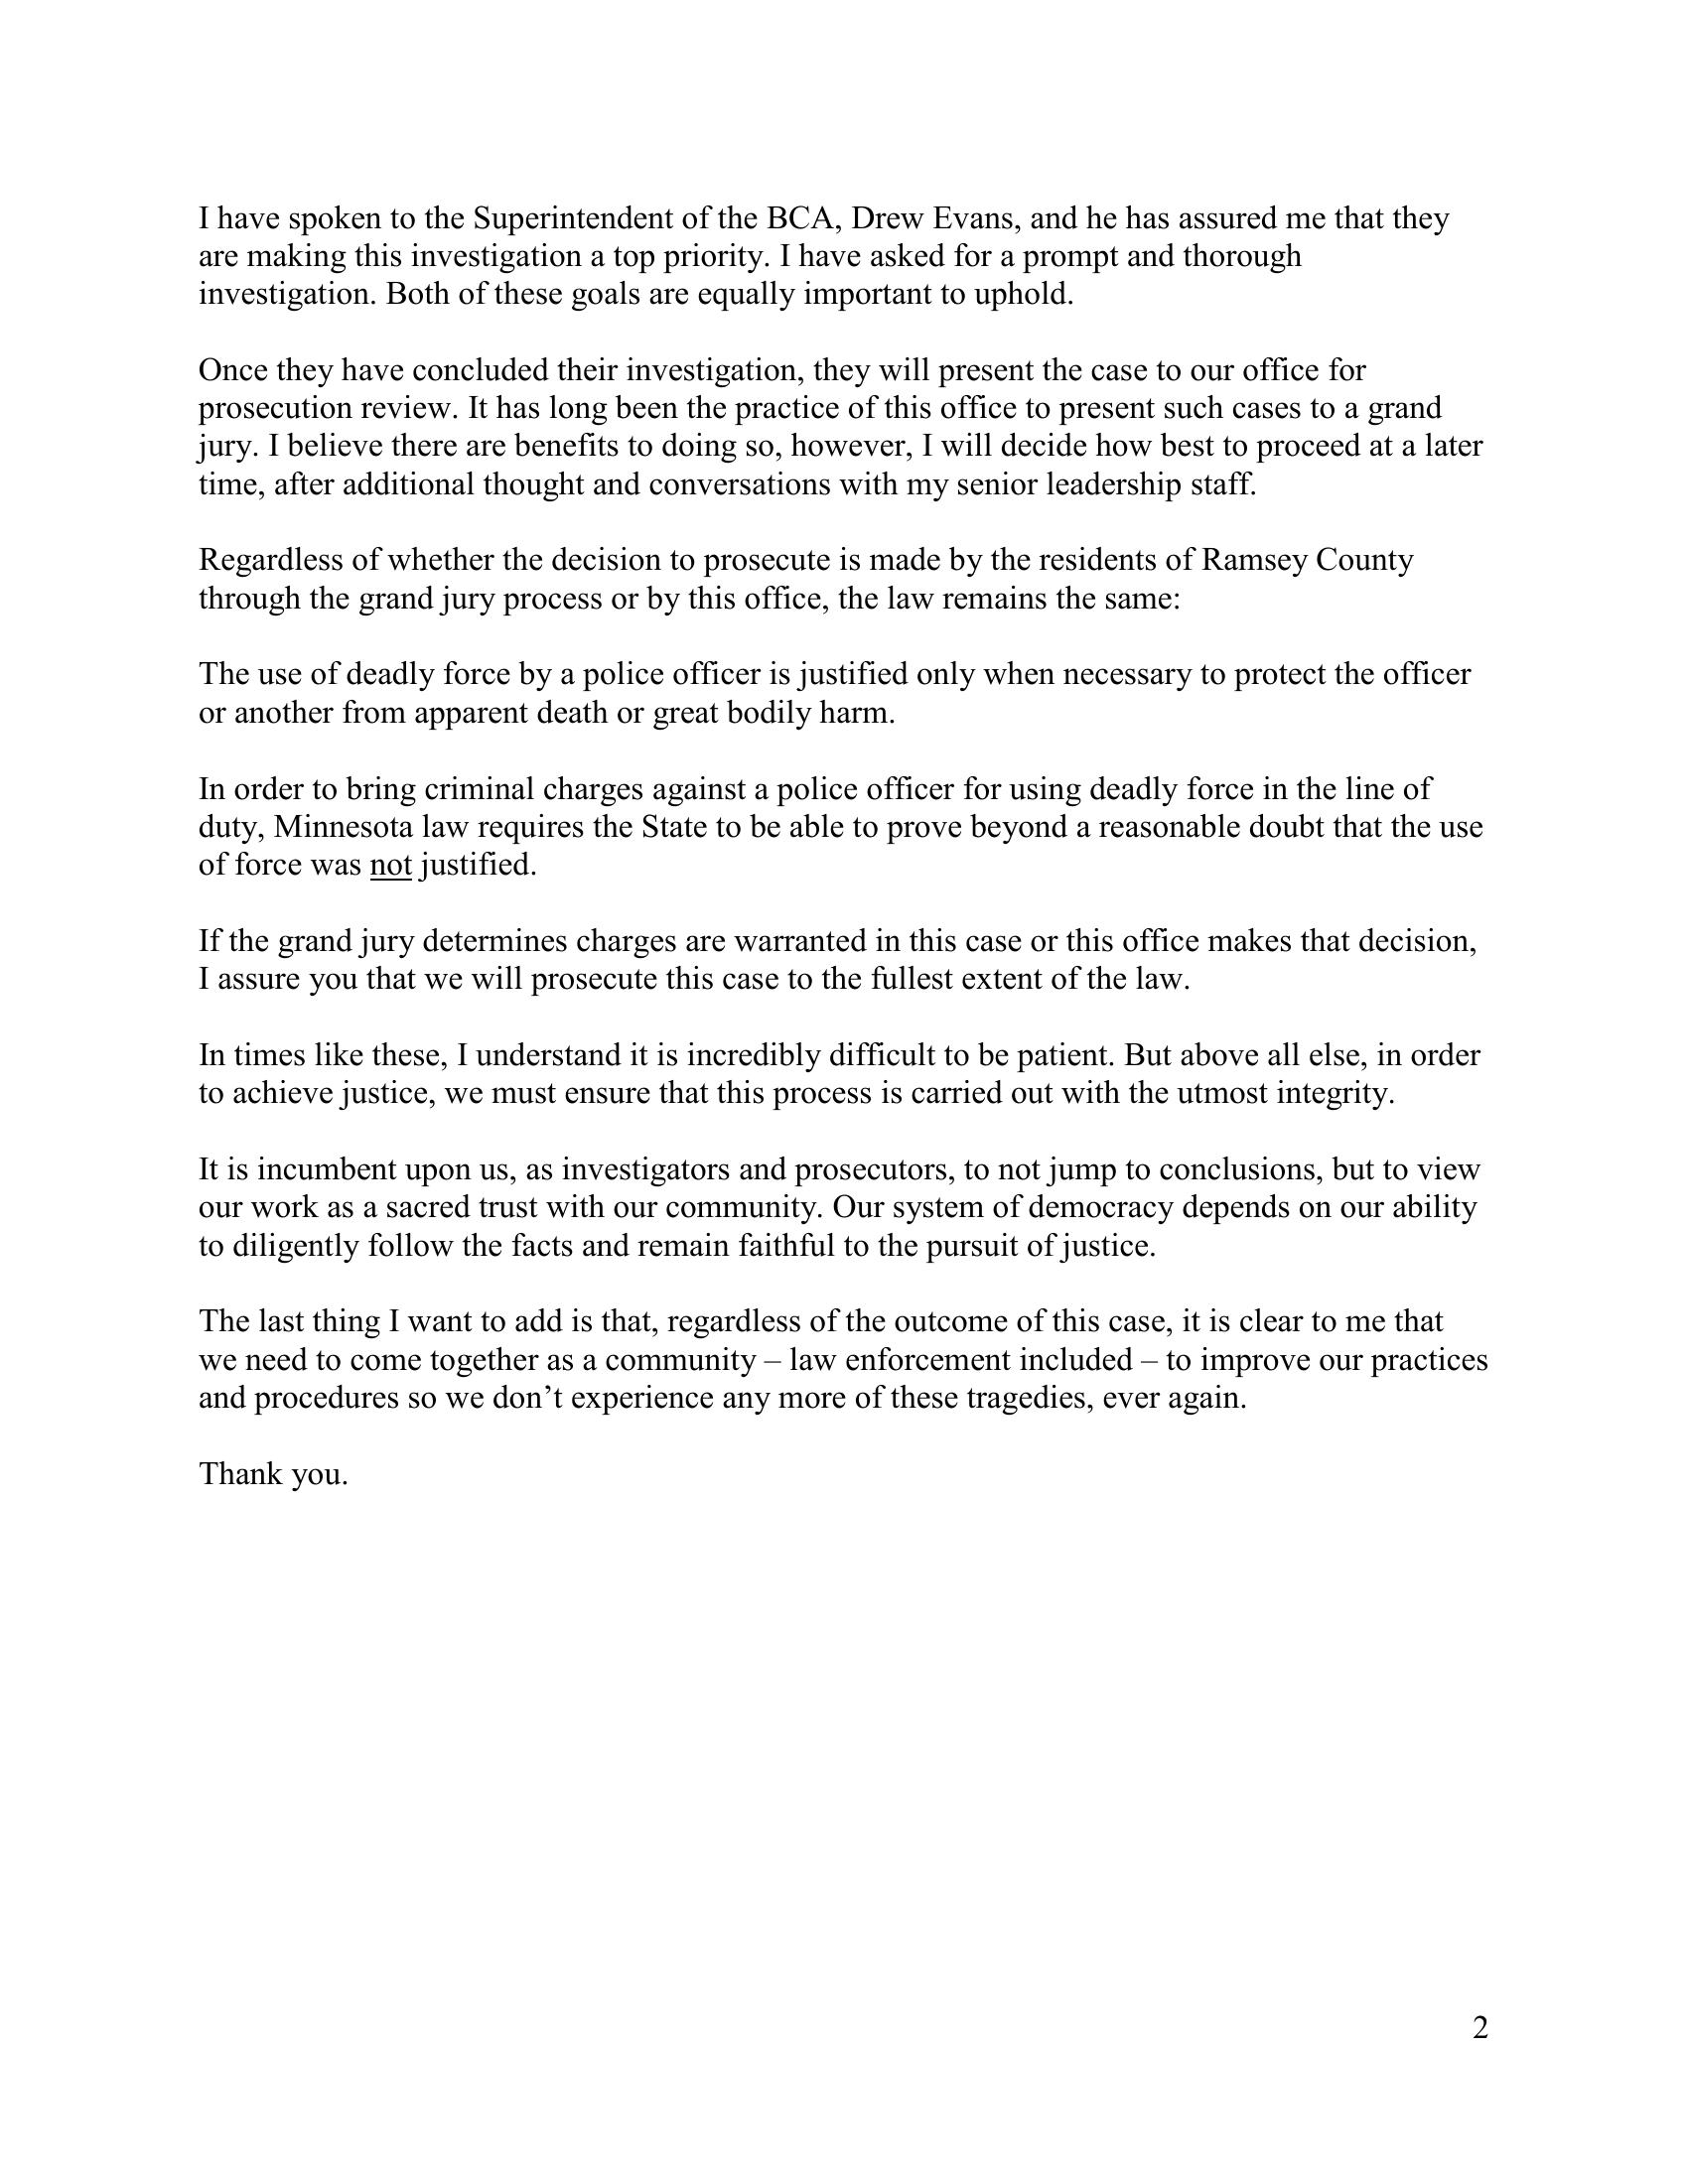 I have spoken to the Superintendent of the BCA, Drew Evans, and he has assured me that they
are making this investigation a top priority. I have asked for a prompt and thorough
investigation. Both of these goals are equally important to uphold.
Once they have concluded their investigation, they will present the case to our office for
prosecution review. It has long been the practice of this office to present such cases to a grand
jury. I believe there are benefits to doing so, however, I will decide how best to proceed at a later
time, after additional thought and conversations with my senior leadership staff.
Regardless of whether the decision to prosecute is made by the residents of Ramsey County
through the grand jury process or by this office, the law remains the same:
The use of deadly force by a police officer is justified only when necessary to protect the officer
or another from apparent death or great bodily harm.
In order to bring criminal charges against a police officer for using deadly force in the line of
duty, Minnesota law requires the State to be able to prove beyond a reasonable doubt that the use
of force was not justified.
If the grand jury determines charges are warranted in this case or this office makes that decision,
I assure you that we will prosecute this case to the fullest extent of the law.
In times like these, I understand it is incredibly difficult to be patient. But above all else, in order
to achieve justice, we must ensure that this process is carried out with the utmost integrity.
It is incumbent upon us, as investigators and prosecutors, to not jump to conclusions, but to view
our work as a sacred trust with our community. Our system of democracy depends on our ability
to diligently follow the facts and remain faithful to the pursuit of justice.
The last thing I want to add is that, regardless of the outcome of this case, it is clear to me that
we need to come together as a community – law enforcement included – to improve our practices
and procedures so we don’t experience any more of these tragedies, ever again.
Thank you.
2